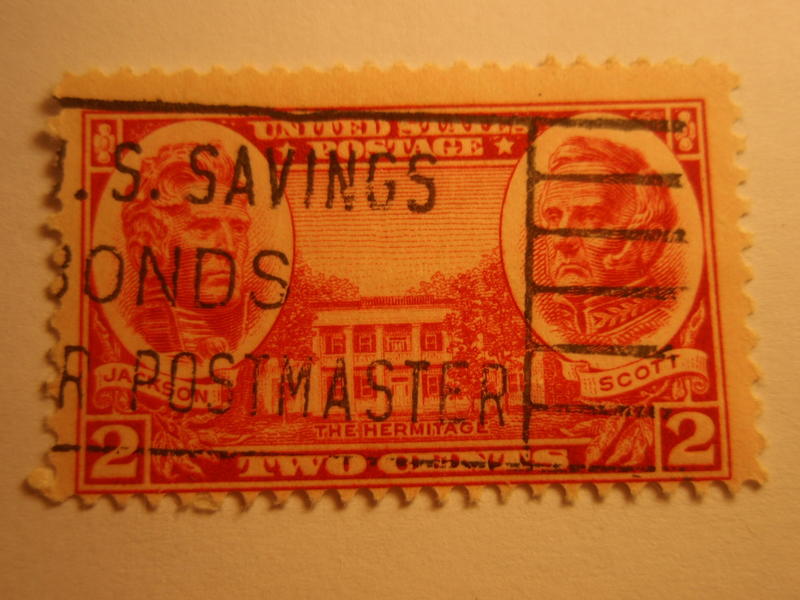 UNITED STATES
POSTAGE
.S. SAVINGS
BONDS
R POSTMASTER
JACKSON
SCOTT
THE HERMITAGE
2
TWO CENTS
2